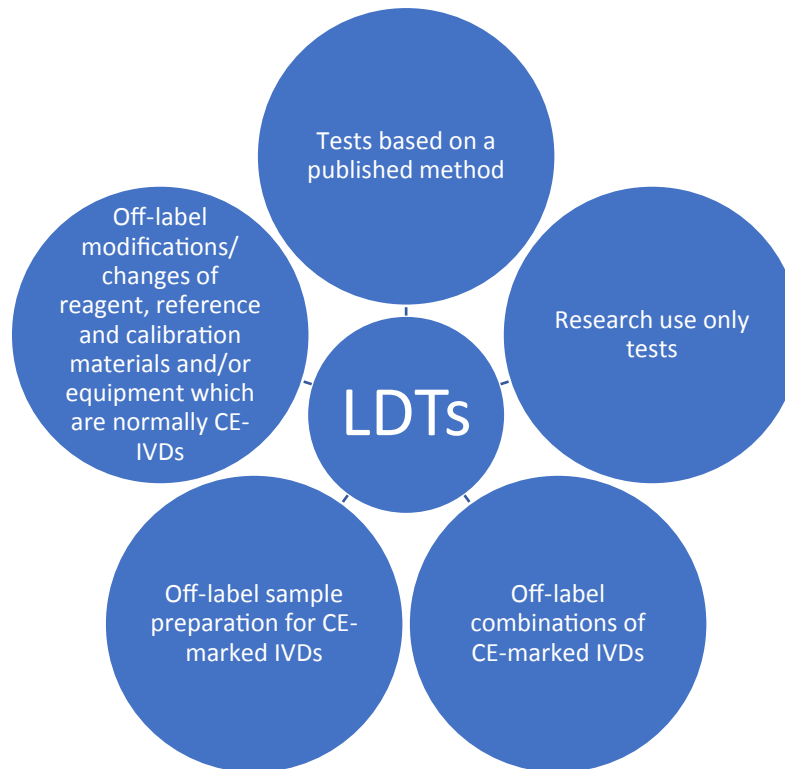 Tests based on a
published method
Off-label
modifications/
changes of
reagent, reference
and calibration
materials and/or
equipment which
are normally CE-
IVDs
Research use only
tests
LDTs
Off-label sample
preparation for CE-
marked IVDs
Off-label
combinations of
CE-marked IVDs